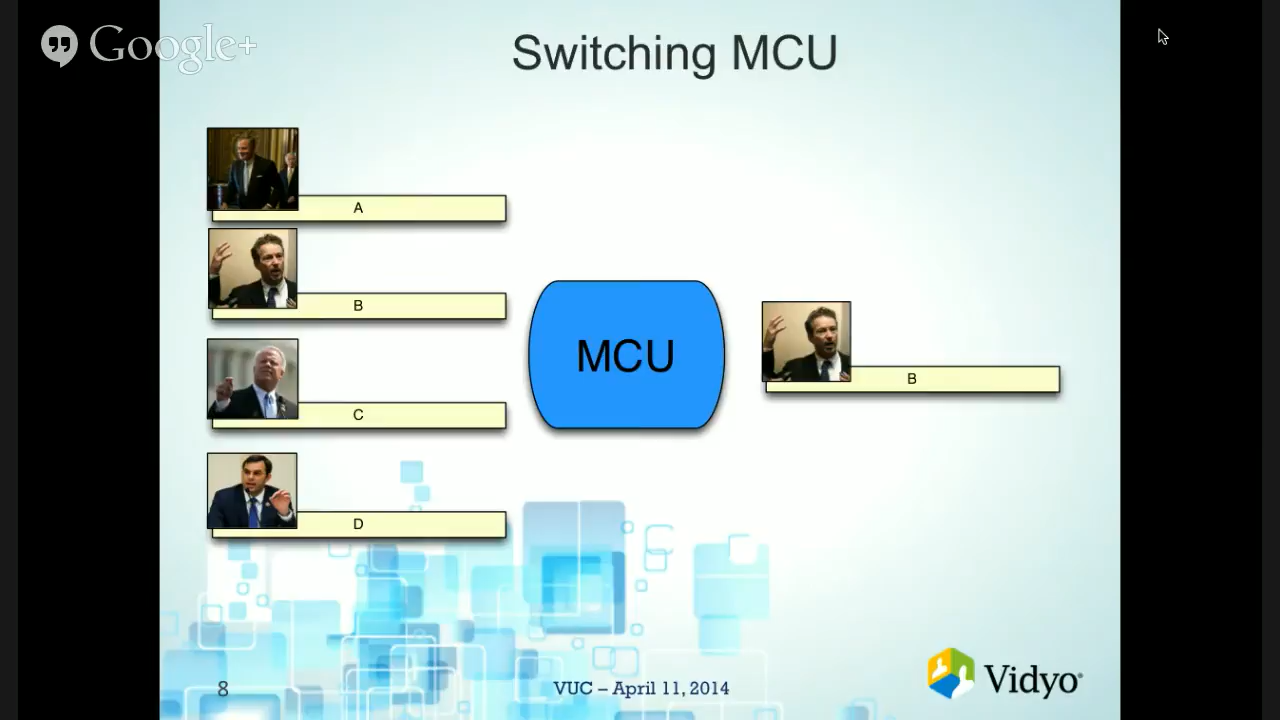 Google+
Switching MCU
A
B
C
D
MCU
B
8
VUC – April 11, 2014
Vidyo